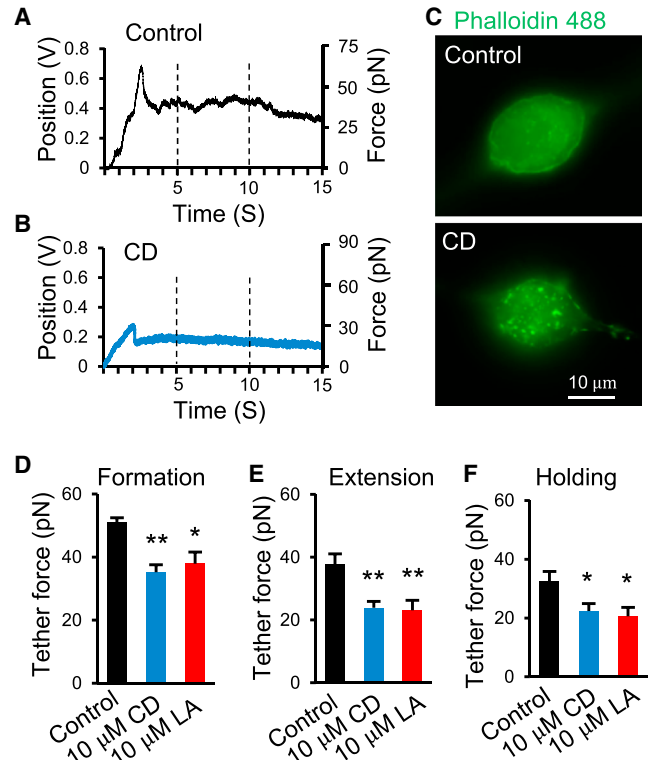 A
Control
Position (V)
0.8
0.6
0.4
0.2
0
Force (pN)
75
50
25
0
5
10
15
Time (S)
B
CD
Position (V)
0.8
0.6
0.4
0.2
0
Force (pN)
90
60
30
0
5
10
15
Time (S)
C
Phalloidin 488
Control
CD
10 μm
D
Formation
Tether force (pN)
60
40
20
0
**
*
Control
10 μM CD
10 μM LA
E
Extension
Tether force (pN)
60
40
20
0
**
**
Control
10 μM CD
10 μM LA
F
Holding
Tether force (pN)
60
40
20
0
*
*
Control
10 μM CD
10 μM LA